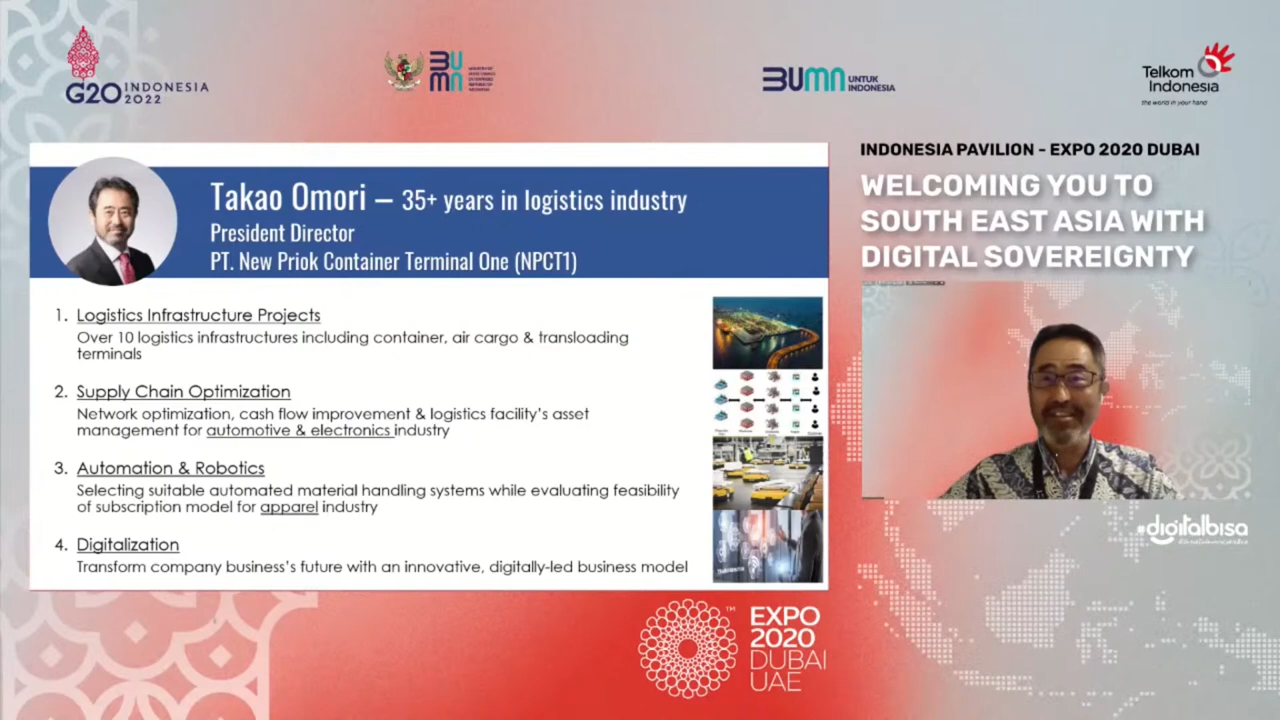 G20 INDONESIA
2022
BUMN
BUMN UNTUK
INDONESIA
Telkom
Indonesia
the world in your hand
INDONESIA PAVILION - EXPO 2020 DUBAI
WELCOMING YOU TO
SOUTH EAST ASIA WITH
DIGITAL SOVEREIGNTY
Takao Omori – 35+ years in logistics industry
President Director
PT. New Priok Container Terminal One (NPCT1)
1. Logistics Infrastructure Projects
Over 10 logistics infrastructures including container, air cargo & transloading
terminals
2. Supply Chain Optimization
Network optimization, cash flow improvement & logistics facility's asset
management for automotive & electronics industry
3. Automation & Robotics
Selecting suitable automated material handling systems while evaluating feasibility
of subscription model for apparel industry
4. Digitalization
Transform company business's future with an innovative, digitally-led business model
#digitalbisa
EXPO
2020
DUBAI
UAE
TM